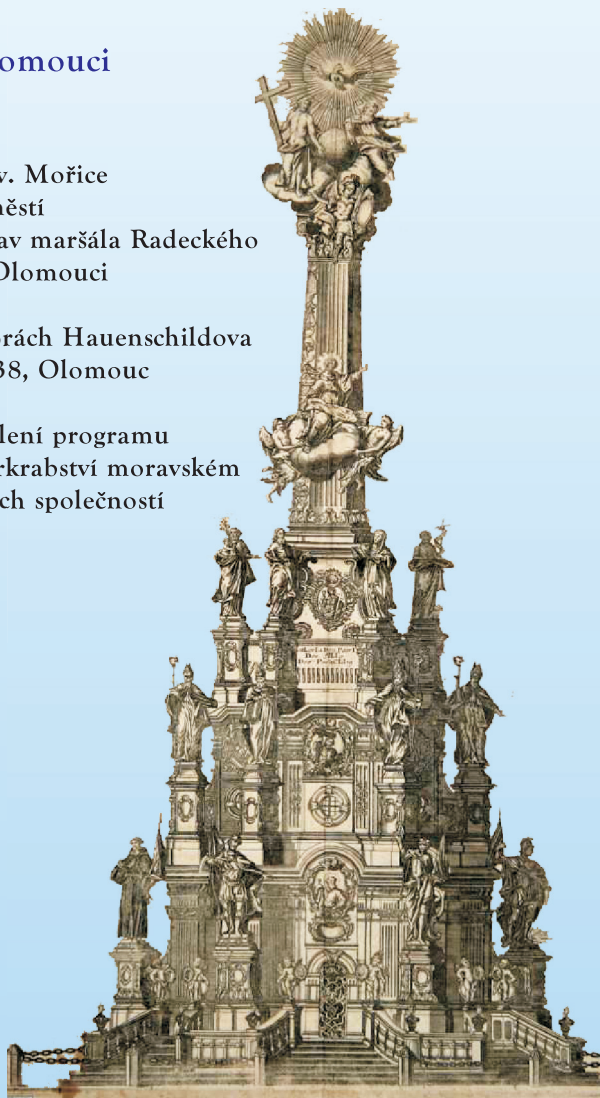 omouci
v. Mořice
ěstí
av maršála Radeckého
Olomouci
rách Hauenschildova
38, Olomouc
lení programu
rkrabství moravském
ch společností